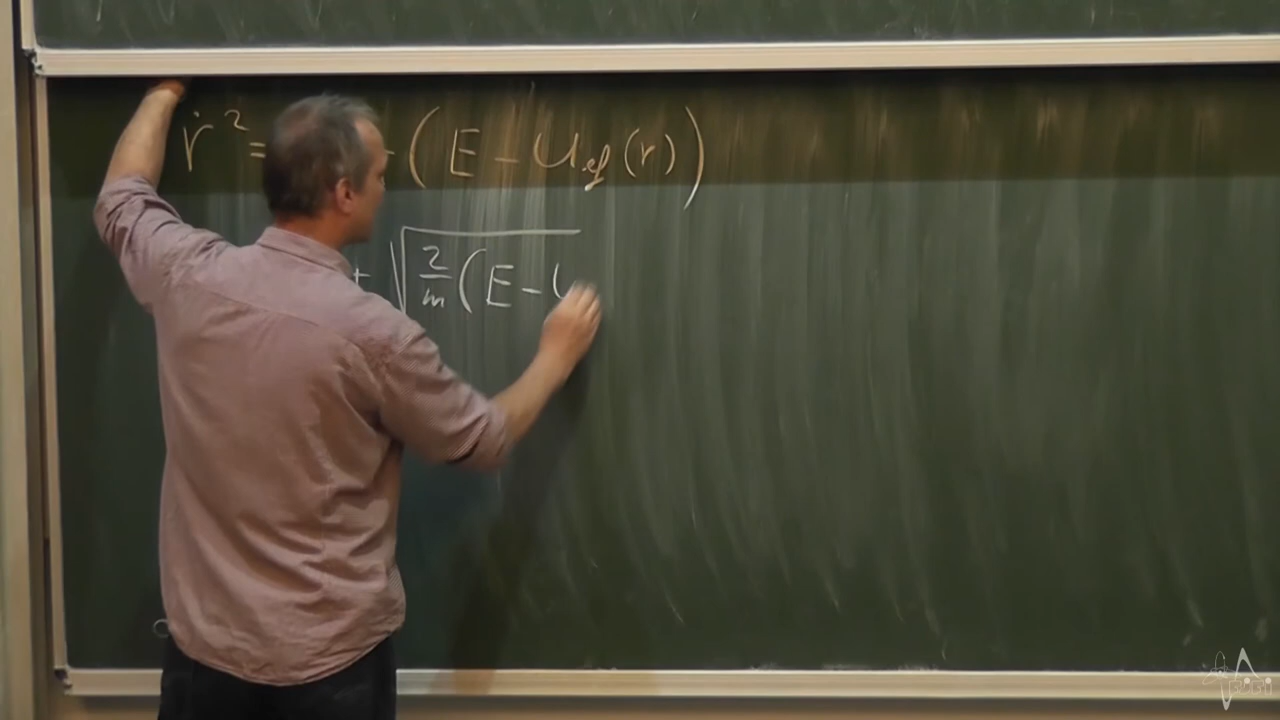 ṙ² = (E - U_ef(r))
+ √ 2/m (E - U